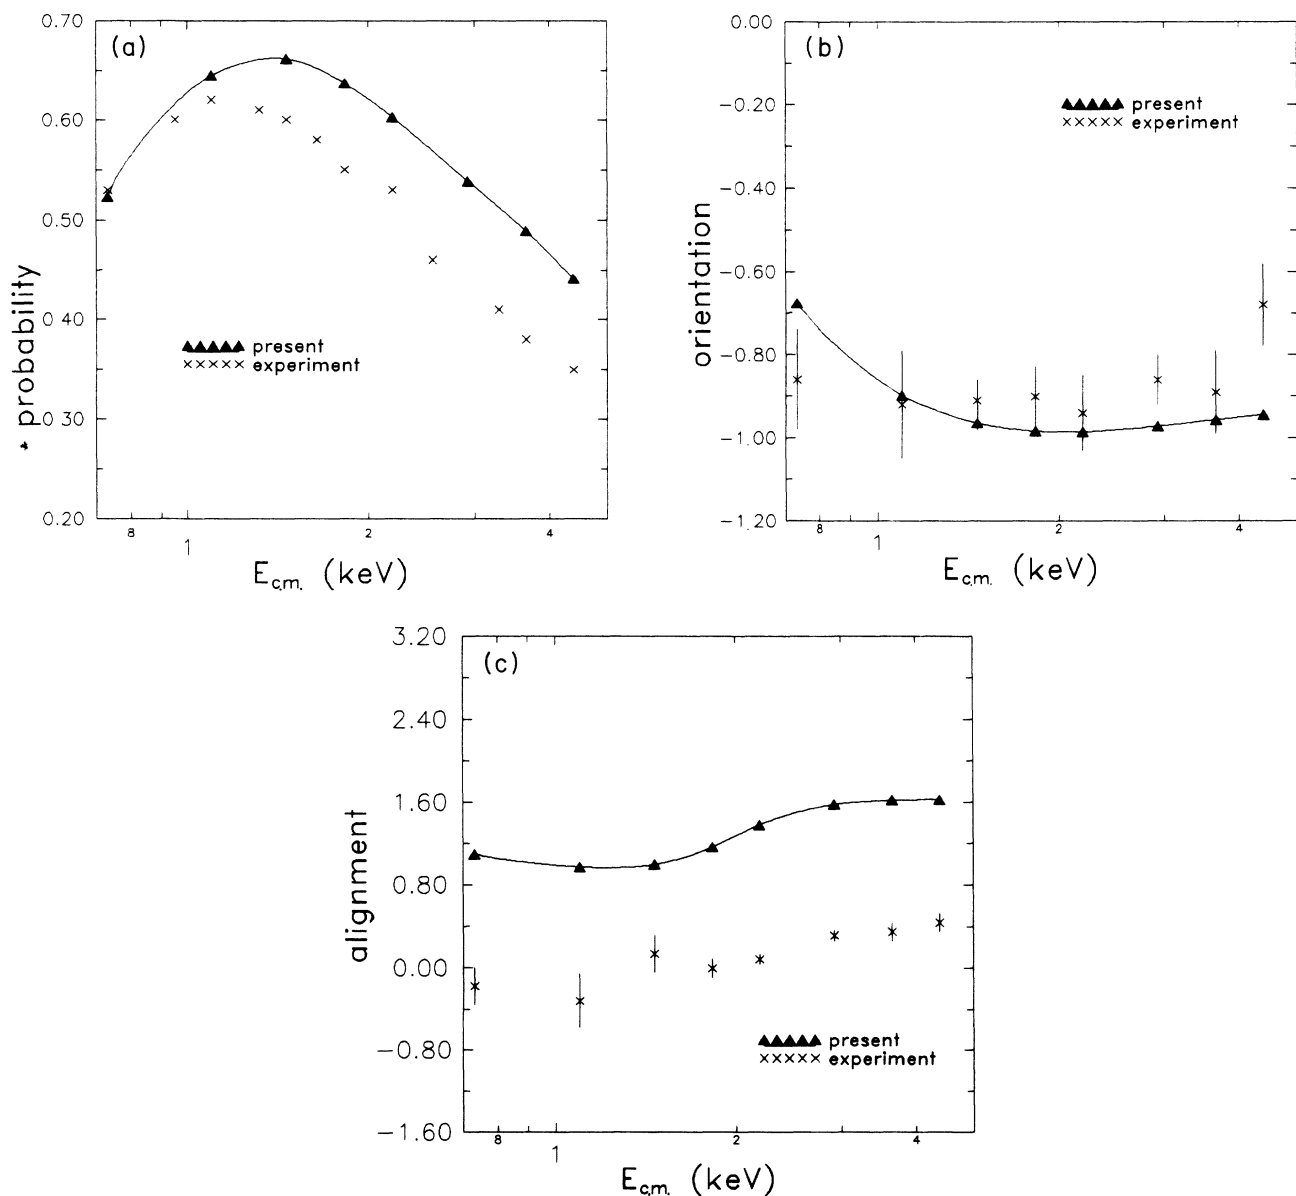 (a)
0.70
0.60
0.50
0 40
0.30
0.20
* probability
present
experiment
8
1
2
4
E c.m. (keV)
(b)
0.00
−0.20
−0.40
−0.60
−0.80
−1.00
−1.20
orientation
present
experiment
8
1
2
4
E c.m. (keV)
(c)
3.20
2.40
1.60
0.80
0.00
−0.80
−1.60
alignment
present
experiment
8
1
2
4
E c.m. (keV)